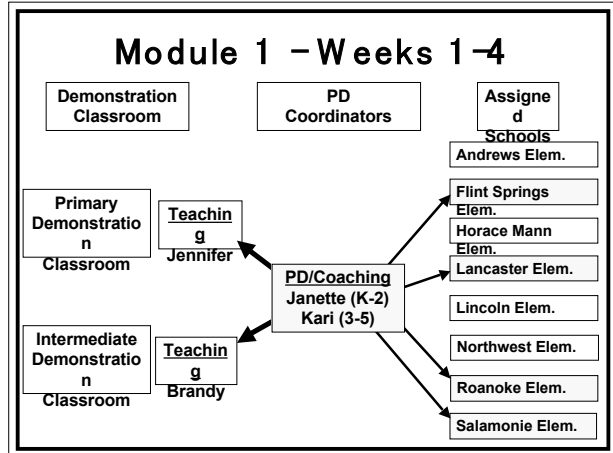 Module 1 – Weeks 1-4
Demonstration
Classroom
PD
Coordinators
Assigne
d
Schools
Primary
Demonstratio
n
Classroom
Teachin
g
Jennifer
Intermediate
Demonstratio
n
Classroom
Teachin
g
Brandy
PD/Coaching
Janette (K-2)
Kari (3-5)
Andrews Elem.
Flint Springs
Elem.
Horace Mann
Elem.
Lancaster Elem.
Lincoln Elem.
Northwest Elem.
Roanoke Elem.
Salamonie Elem.